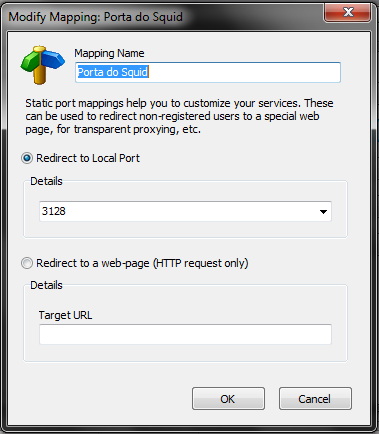 Modify Mapping: Porta do Squid
Mapping Name
Porta do Squid
Static port mappings help you to customize your services. These
can be used to redirect non-registered users to a special web
page, for transparent proxying, etc.
Redirect to Local Port
Details
3128
Redirect to a web-page (HTTP request only)
Details
Target URL
OK
Cancel